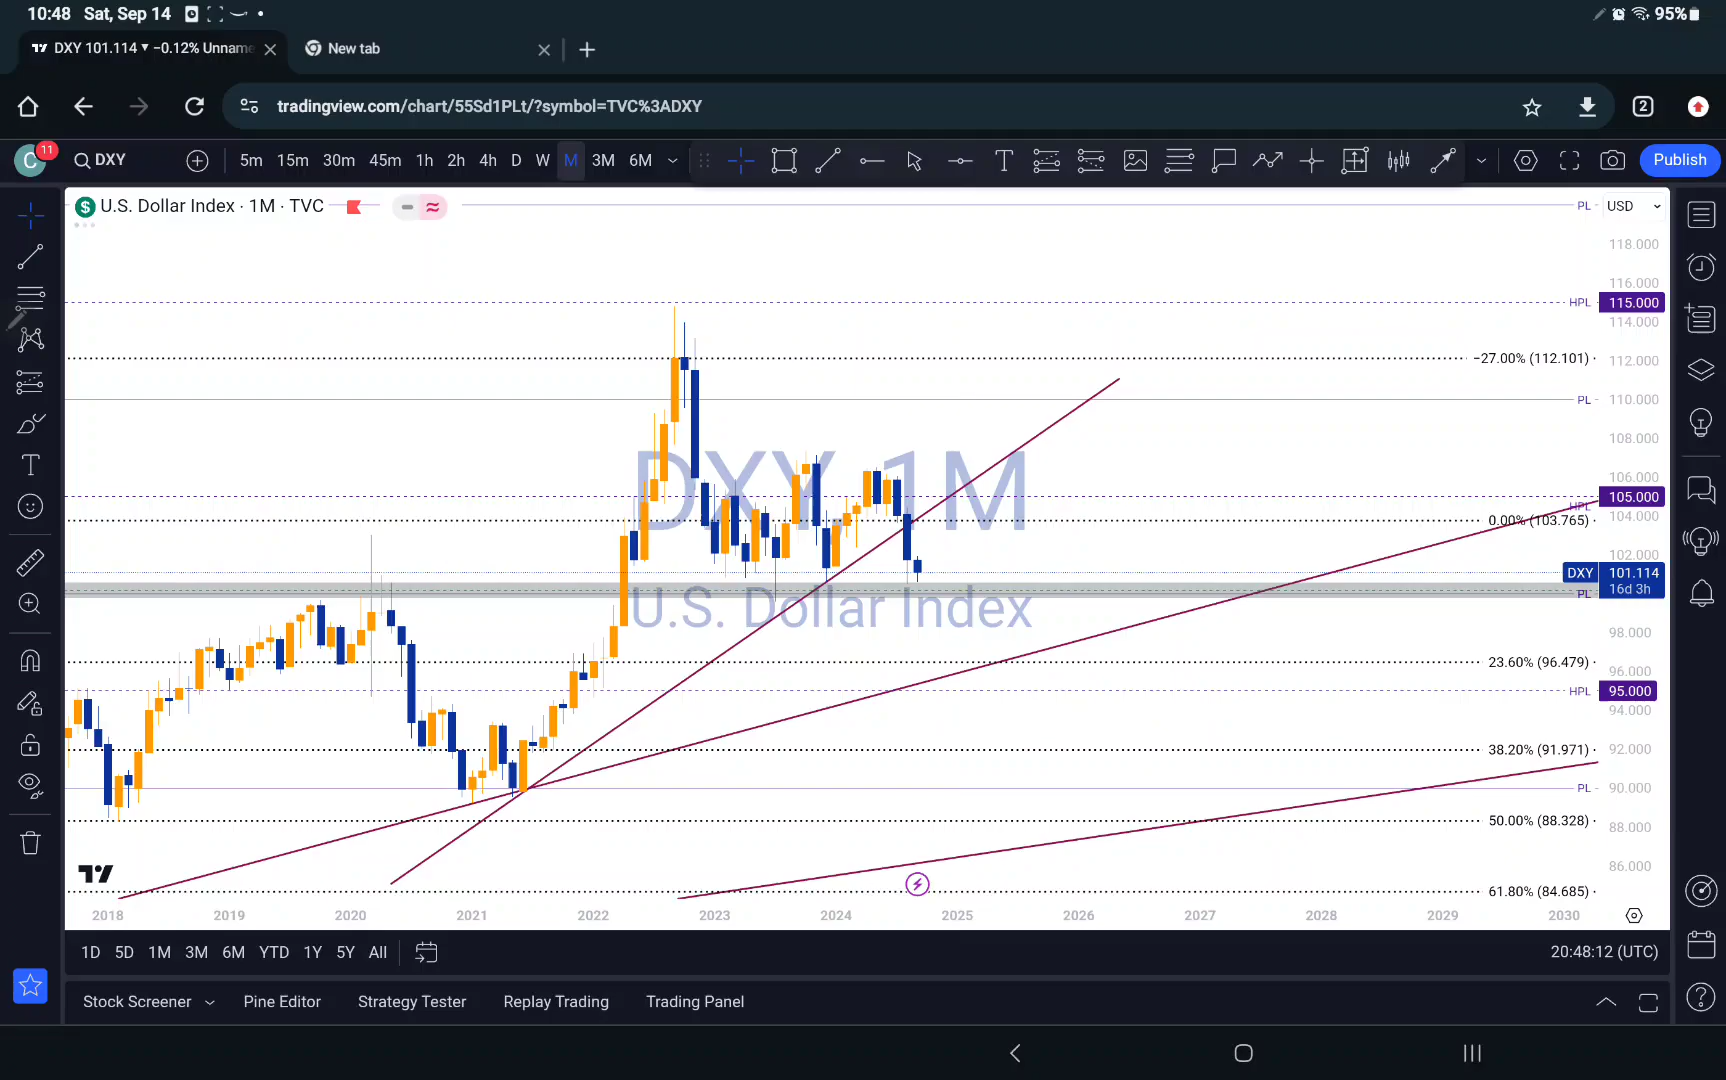 10:48 Sat, Sep 14
95%
DXY 101.114 ▼ −0.12% Unname
New tab
tradingview.com/chart/55Sd1PLt/?symbol=TVC%3ADXY
2
C
11
DXY
5m 15m 30m 45m 1h 2h 4h D W M 3M 6M
Publish
U.S. Dollar Index · 1M · TVC
PL
USD
118.000
116.000
HPL 115.000
114.000
−27.00% (112.101)
112.000
PL 110.000
108.000
DXY 1M
106.000
105.000
HPL
104.000
0.00% (103.765)
102.000
DXY 101.114
16d 3h
PL
U.S. Dollar Index
98.000
23.60% (96.479)
96.000
HPL 95.000
94.000
38.20% (91.971)
92.000
PL 90.000
50.00% (88.328)
88.000
86.000
61.80% (84.685)
2018 2019 2020 2021 2022 2023 2024 2025 2026 2027 2028 2029 2030
1D 5D 1M 3M 6M YTD 1Y 5Y All
20:48:12 (UTC)
Stock Screener Pine Editor Strategy Tester Replay Trading Trading Panel